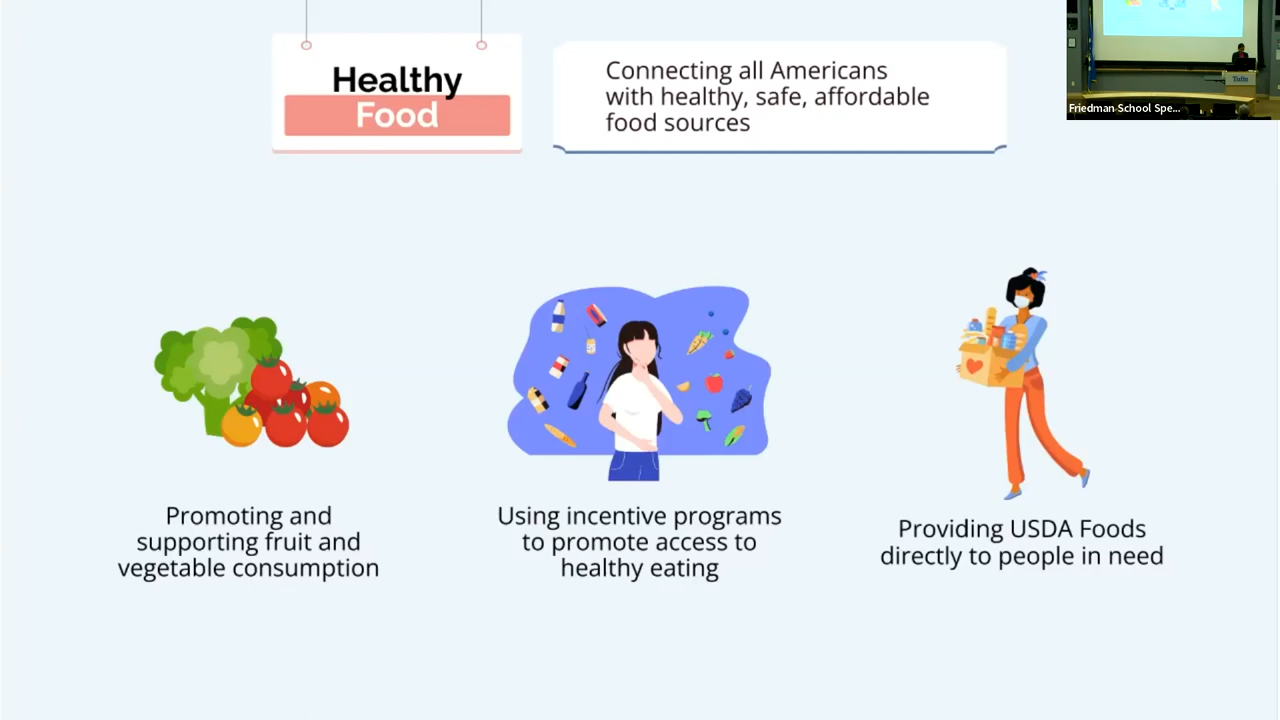 Healthy
Food
Connecting all Americans
with healthy, safe, affordable
food sources
Tufts
Friedman School Spe...
Promoting and
supporting fruit and
vegetable consumption
Using incentive programs
to promote access to
healthy eating
Providing USDA Foods
directly to people in need